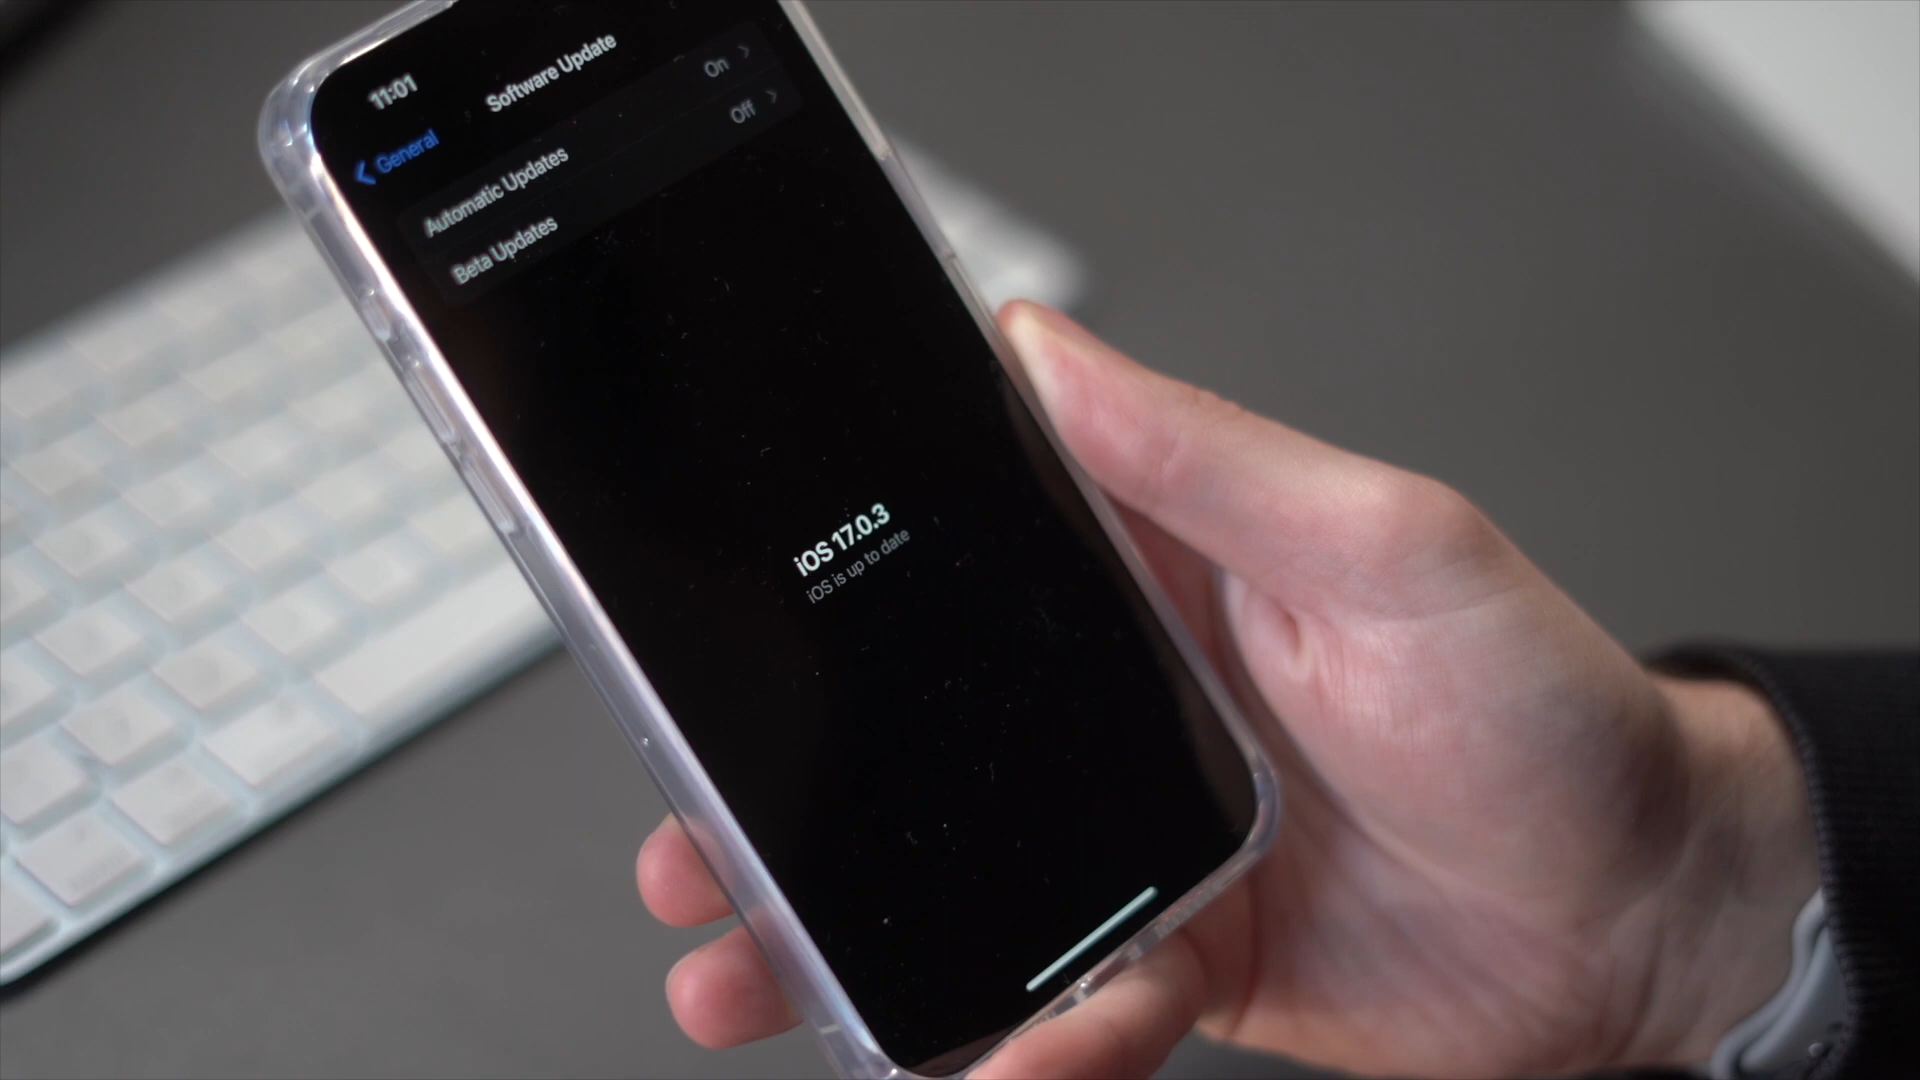 11:01
General
Software Update
Automatic Updates On
Beta Updates Off
iOS 17.0.3
iOS is up to date